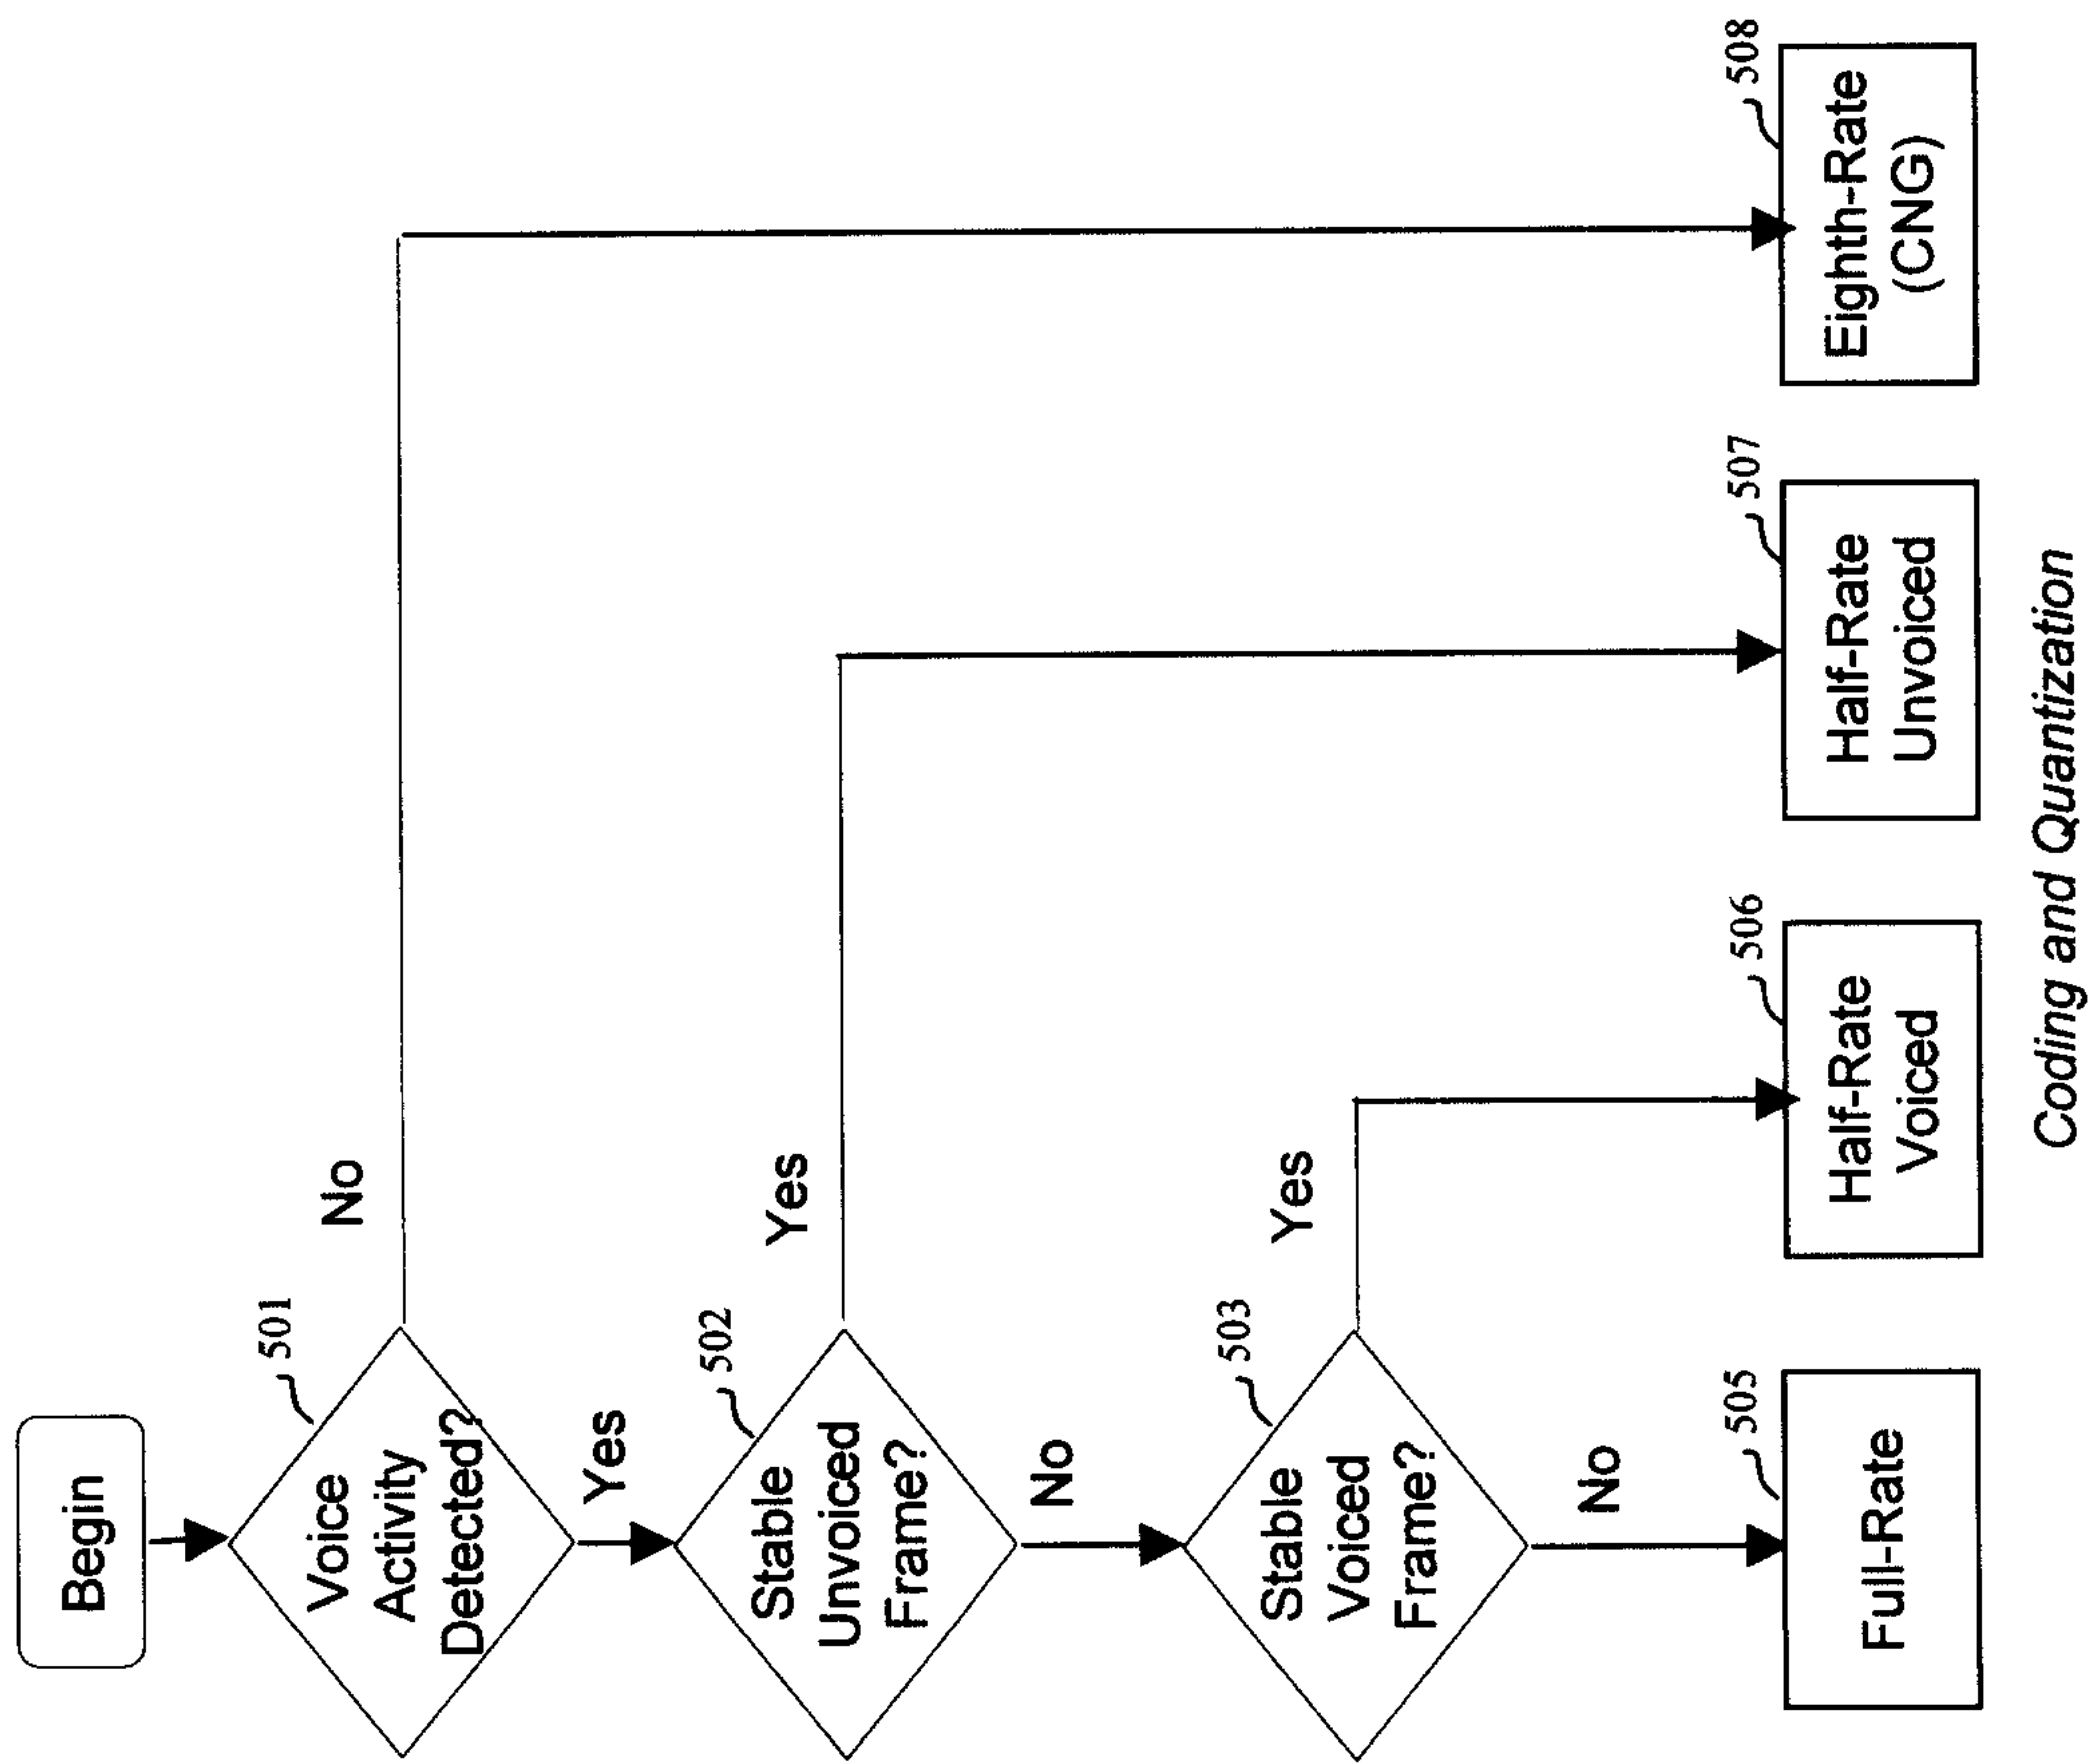 Begin
501
Voice
Activity
Detected?
No
Yes
502
Stable
Unvoiced
Frame?
Yes
No
503
Stable
Voiced
Frame?
Yes
No
505
Full-Rate
506
Half-Rate
Voiced
507
Half-Rate
Unvoiced
508
Eighth-Rate
(CNG)
Coding and Quantization